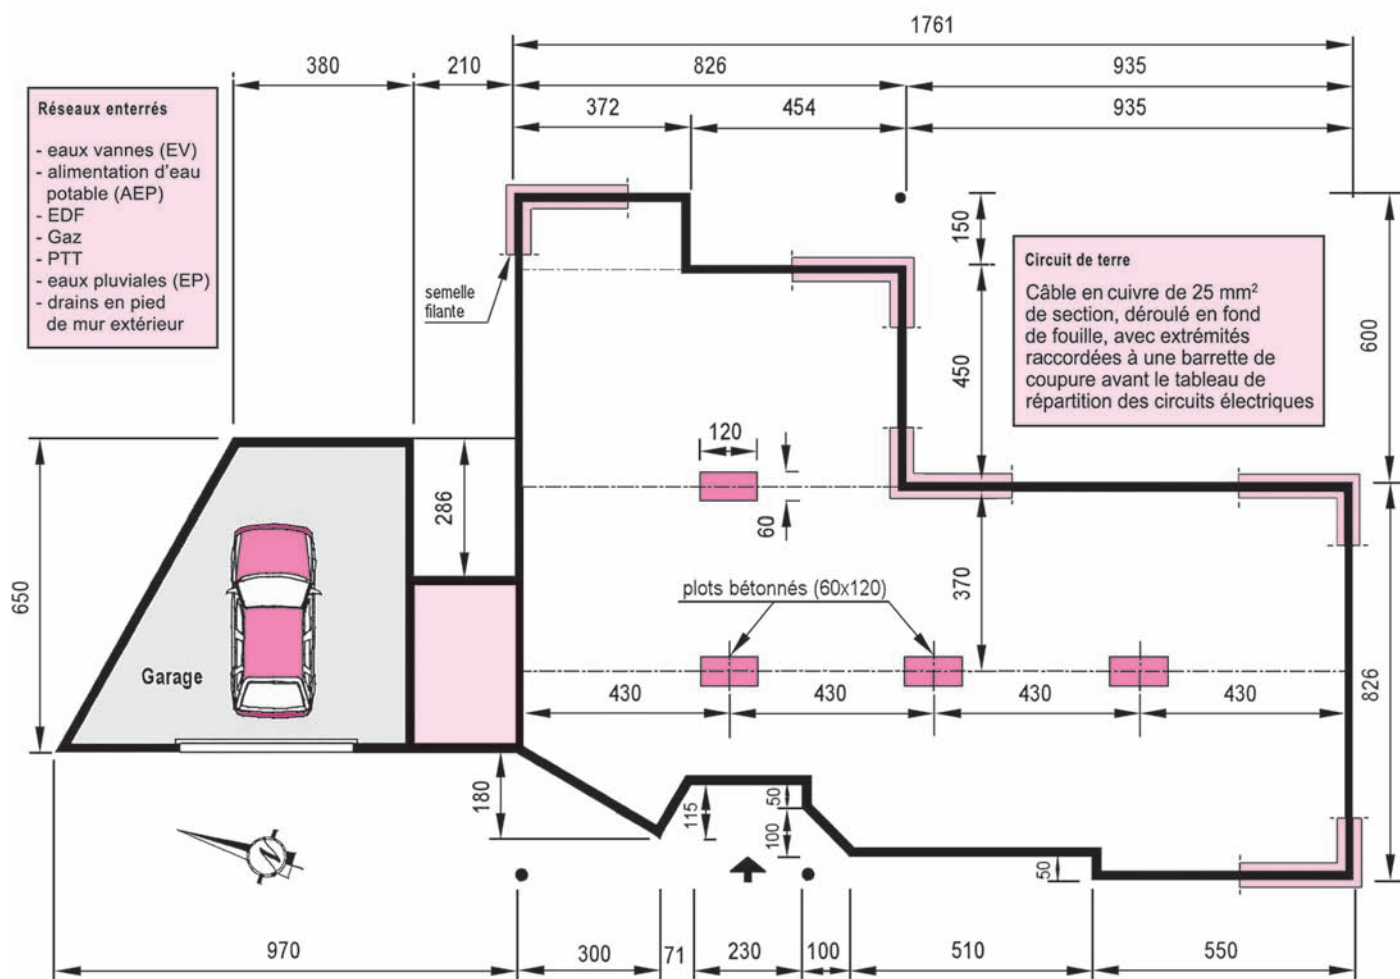 1761
380
210
826
935
372
454
935
Réseaux enterrés
- eaux vannes (EV)
- alimentation d'eau
potable (AEP)
- EDF
- Gaz
- PTT
- eaux pluviales (EP)
- drains en pied
de mur extérieur
150
Circuit de terre
Câble en cuivre de 25 mm²
de section, déroulé en fond
de fouille, avec extrémités
raccordées à une barrette de
coupure avant le tableau de
répartition des circuits électriques
600
semelle
filante
450
120
60
286
650
370
plots bétonnés (60x120)
Garage
430
430
430
430
826
180
115
50
100
50
N
970
300
71
230
100
510
550